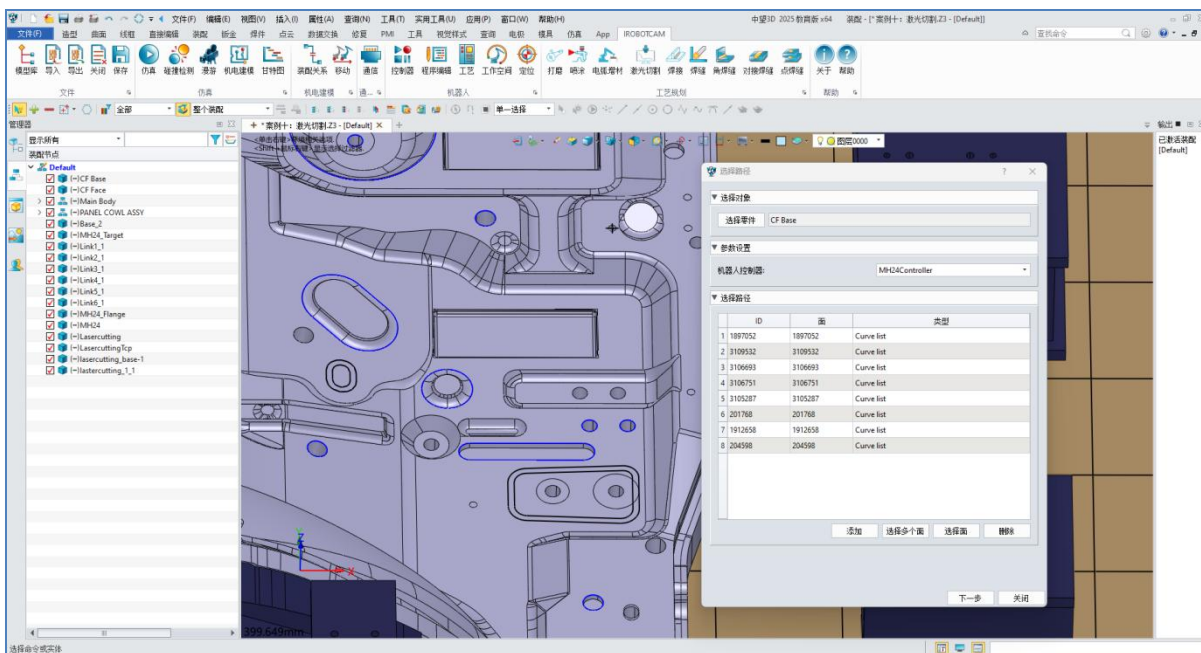 文件(F) 编辑(E) 视图(V) 插入(I) 属性(A) 查询(N) 工具(T) 实用工具(U) 应用(P) 窗口(W) 帮助(H) 中望3D 2025教育版 x64 装配 - [* 案例十：激光切割.Z3 - [Default]]
文件(F) 造型 曲面 线框 直接编辑 装配 钣金 焊件 点云 数据交换 修复 PMI 工具 视觉样式 查询 电极 模具 仿真 App IROBOTCAM 查找命令
模型库 导入 导出 关闭 保存 仿真 碰撞检测 漫游 机电建模 甘特图 装配关系 移动 通信 控制器 程序编辑 工艺 工作空间 定位 打磨 喷涂 电弧增材 激光切割 焊接 焊缝 角焊缝 对接焊缝 点焊缝 关于 帮助
文件 仿真 机电建模 通... 机器人 工艺规划 帮助
全部 整个装配 单一选择
管理器 * 案例十：激光切割.Z3 - [Default] 输出
显示所有 <单击右键> <Shift 图层0000 已激活装配
装配节点 [Default]
Default
(-)CF Base
(-)CF Face
(-)Main Body
(-)PANEL COWL ASSY
(-)Base_2
(-)MH24_Target
(-)Link1_1
(-)Link2_1
(-)Link3_1
(-)Link4_1
(-)Link5_1
(-)Link6_1
(-)MH24_Flange
(-)MH24
(-)Lasercutting
(-)LasercuttingTcp
(-)lasercutting_base-1
(-)lastercutting_1_1
选择路径
选择对象
选择零件 CF Base
参数设置
机器人控制器: MH24Controller
选择路径
ID 面 类型
1 1897052 1897052 Curve list
2 3109532 3109532 Curve list
3 3106693 3106693 Curve list
4 3106751 3106751 Curve list
5 3105287 3105287 Curve list
6 201768 201768 Curve list
7 1912658 1912658 Curve list
8 204598 204598 Curve list
添加 选择多个面 选择面 删除
下一步 关闭
Z
X
399.649mm
选择命令或实体